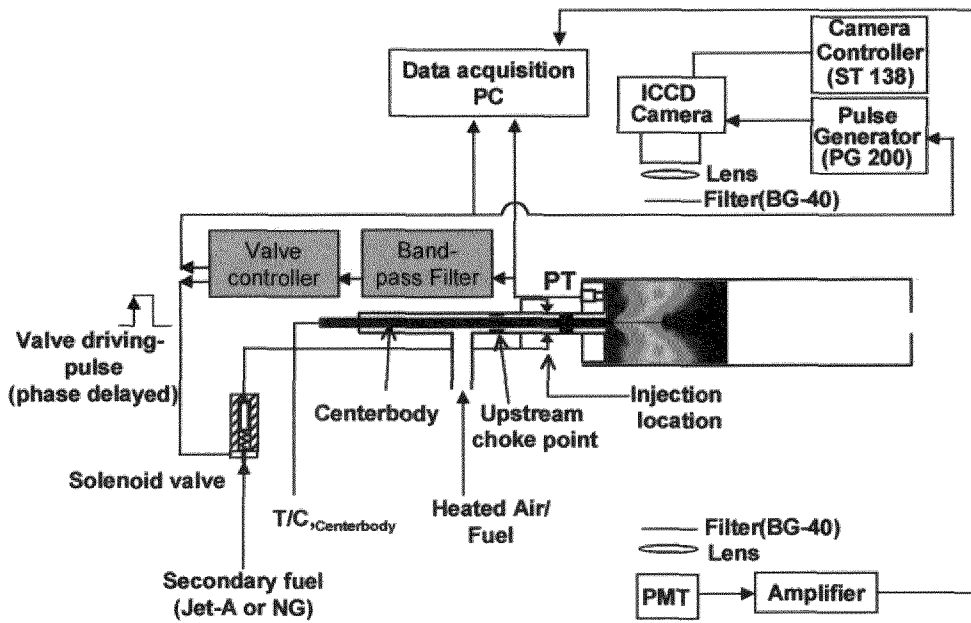 Camera
Controller
(ST 138)
Data acquisition
PC
ICCD
Camera
Pulse
Generator
(PG 200)
Lens
Filter(BG-40)
Valve
controller
Band-
pass Filter
PT
Valve driving-
pulse
(phase delayed)
Centerbody
Upstream
choke point
Injection
location
Solenoid valve
T/C,Centerbody
Heated Air/
Fuel
Secondary fuel
(Jet-A or NG)
Filter(BG-40)
Lens
PMT
Amplifier